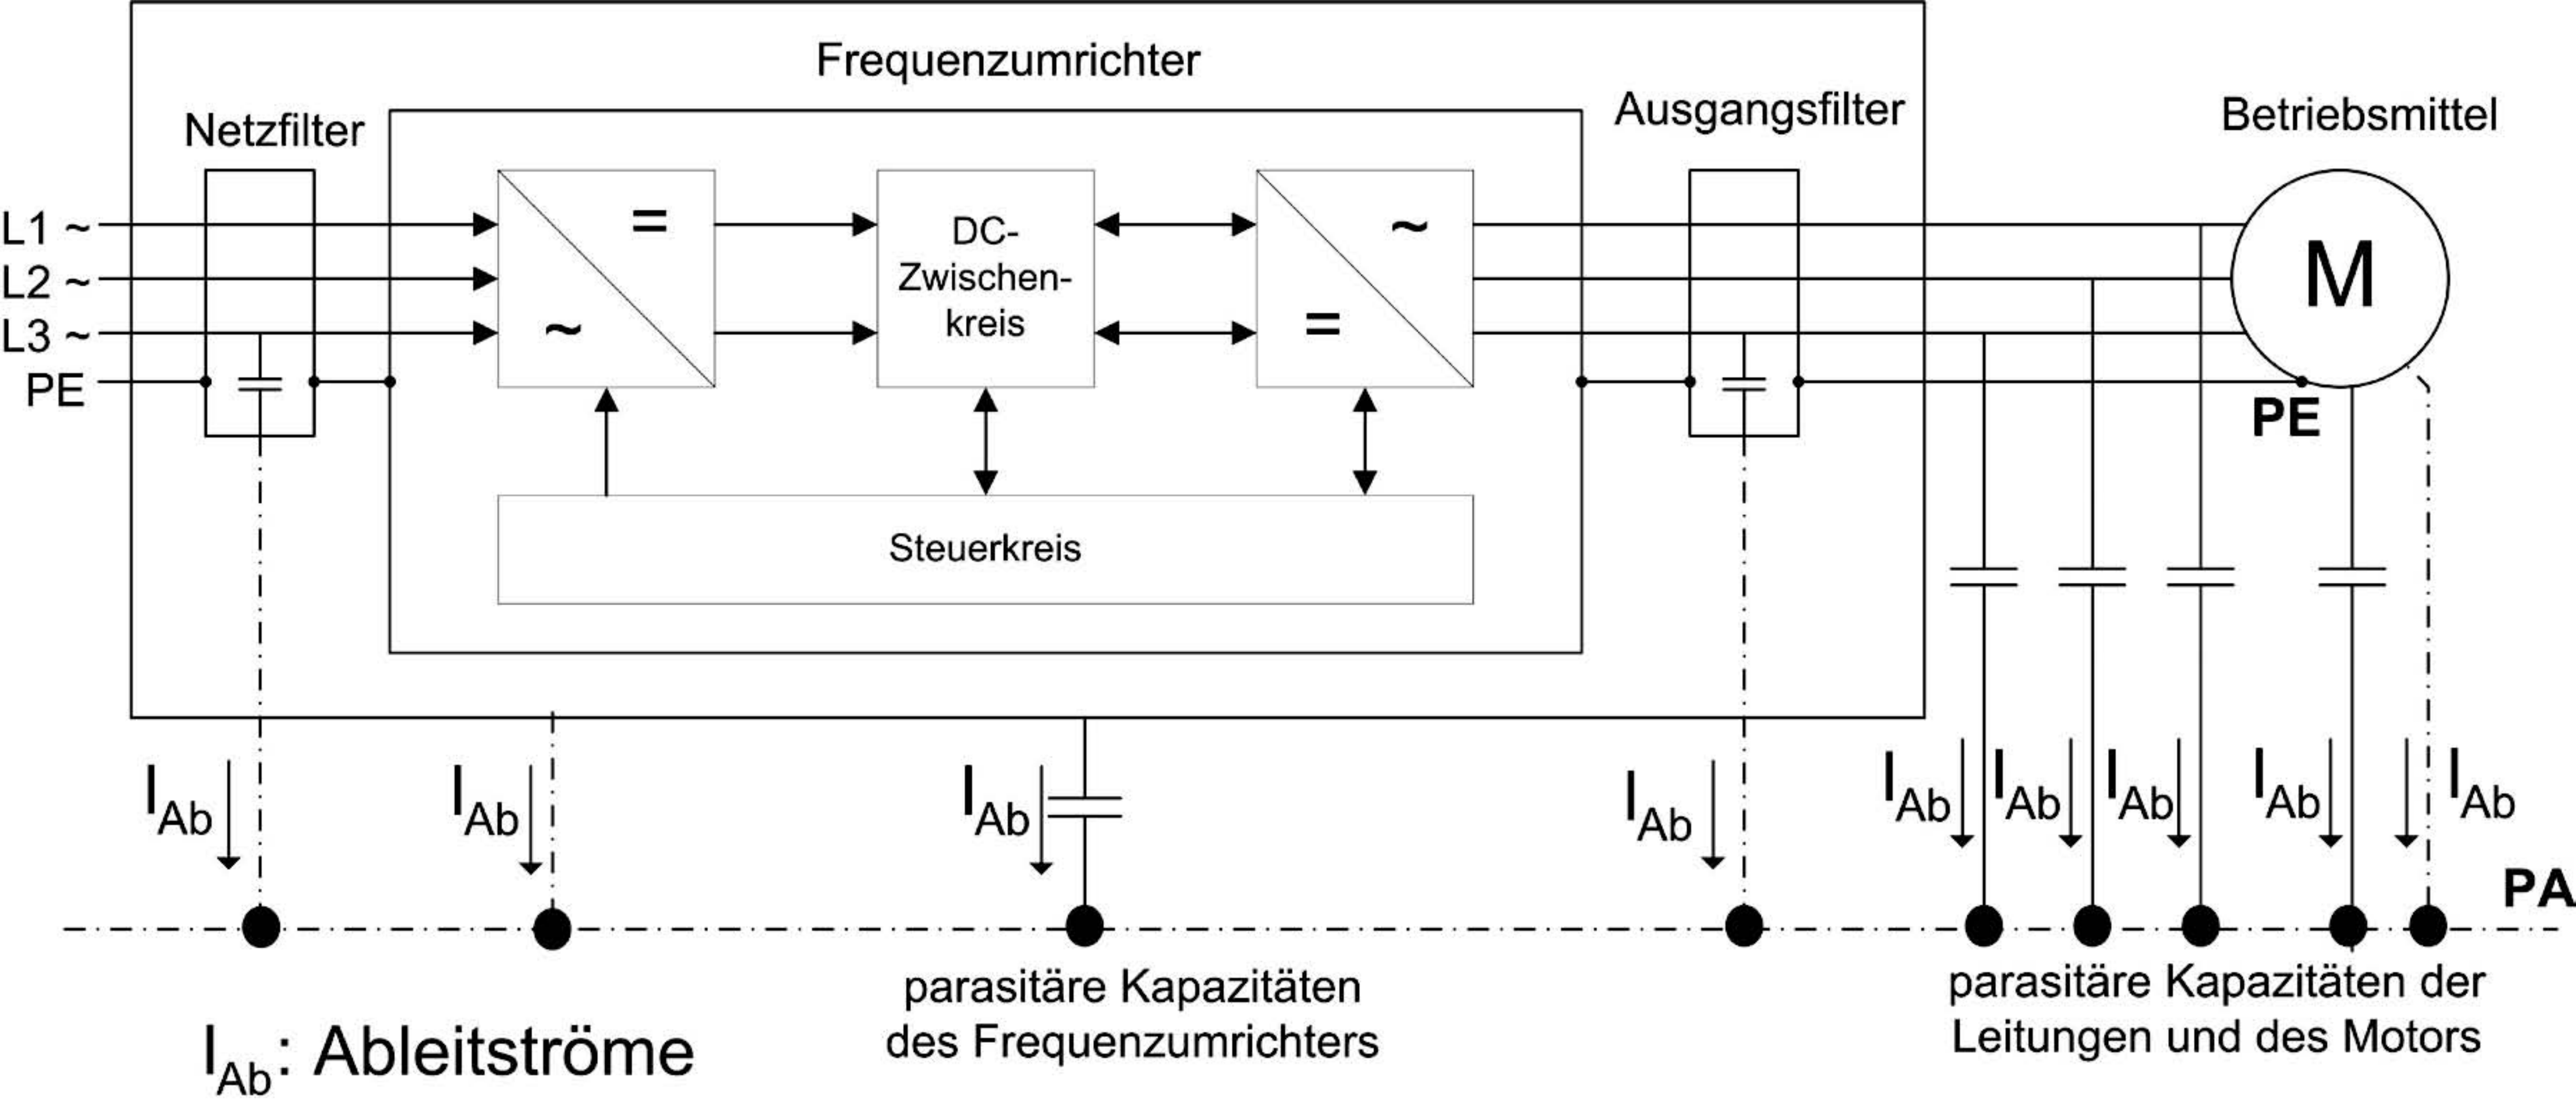 Frequenzumrichter
Netzfilter
Ausgangsfilter
Betriebsmittel
L1 ~
L2 ~
L3 ~
PE
=
~
DC-
Zwischen-
kreis
~
=
M
PE
Steuerkreis
IAb
IAb
IAb
IAb
IAb
IAb
IAb
IAb
IAb
PA
parasitäre Kapazitäten
des Frequenzumrichters
parasitäre Kapazitäten der
Leitungen und des Motors
IAb: Ableitströme